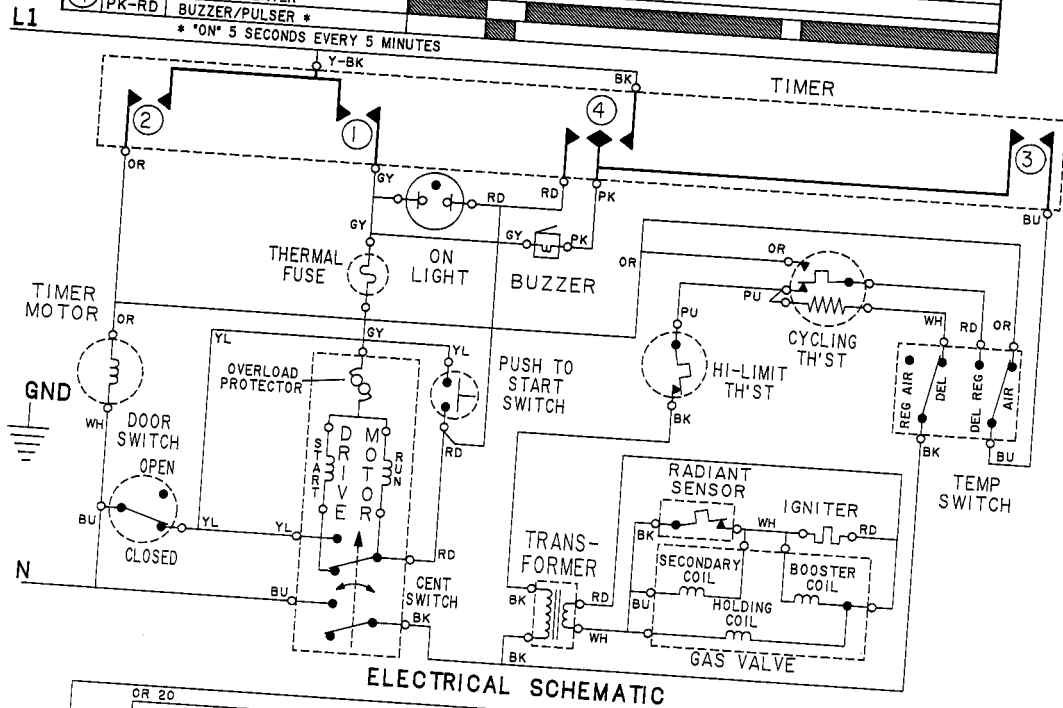 PK-RD
BUZZER/PULSER *
* "ON" 5 SECONDS EVERY 5 MINUTES
L1
Y-BK
BK
TIMER
2
1
4
3
OR
GY
RD
RD
PK
BU
GY
GY
PK
THERMAL
FUSE
ON
LIGHT
BUZZER
OR
OR
TIMER
MOTOR
OR
GY
YL
YL
PU
PU
CYCLING
TH'ST
WH
RD
OR
OVERLOAD
PROTECTOR
PUSH TO
START
SWITCH
HI-LIMIT
TH'ST
GND
WH
DOOR
SWITCH
OPEN
START
DRIVE
MOTOR
RUN
RD
BK
REG AIR
DEL
DEL REG
AIR
BK
BU
TEMP
SWITCH
BU
YL
YL
CLOSED
RADIANT
SENSOR
IGNITER
BK
WH
RD
TRANS-
FORMER
SECONDARY
COIL
BOOSTER
COIL
N
RD
CENT
SWITCH
BU
BK
BK
RD
BU
HOLDING
COIL
WH
BK
GAS VALVE
ELECTRICAL SCHEMATIC
OR 20